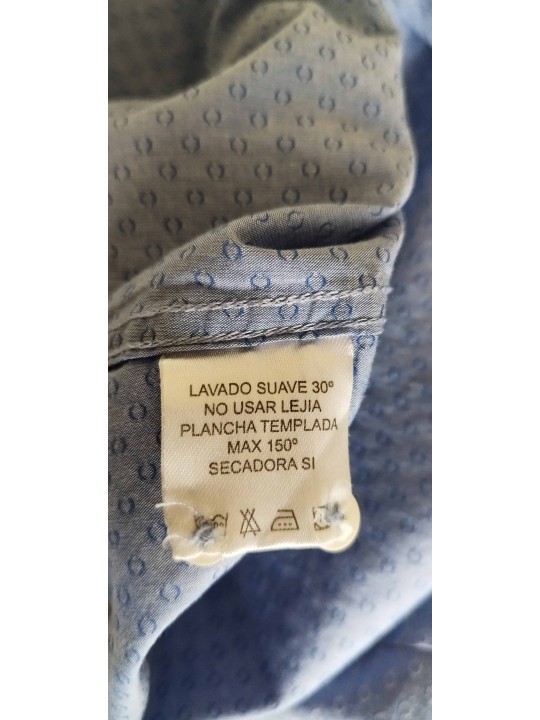 LAVADO SUAVE 30º
NO USAR LEJIA
PLANCHA TEMPLADA
MAX 150º
SECADORA SI